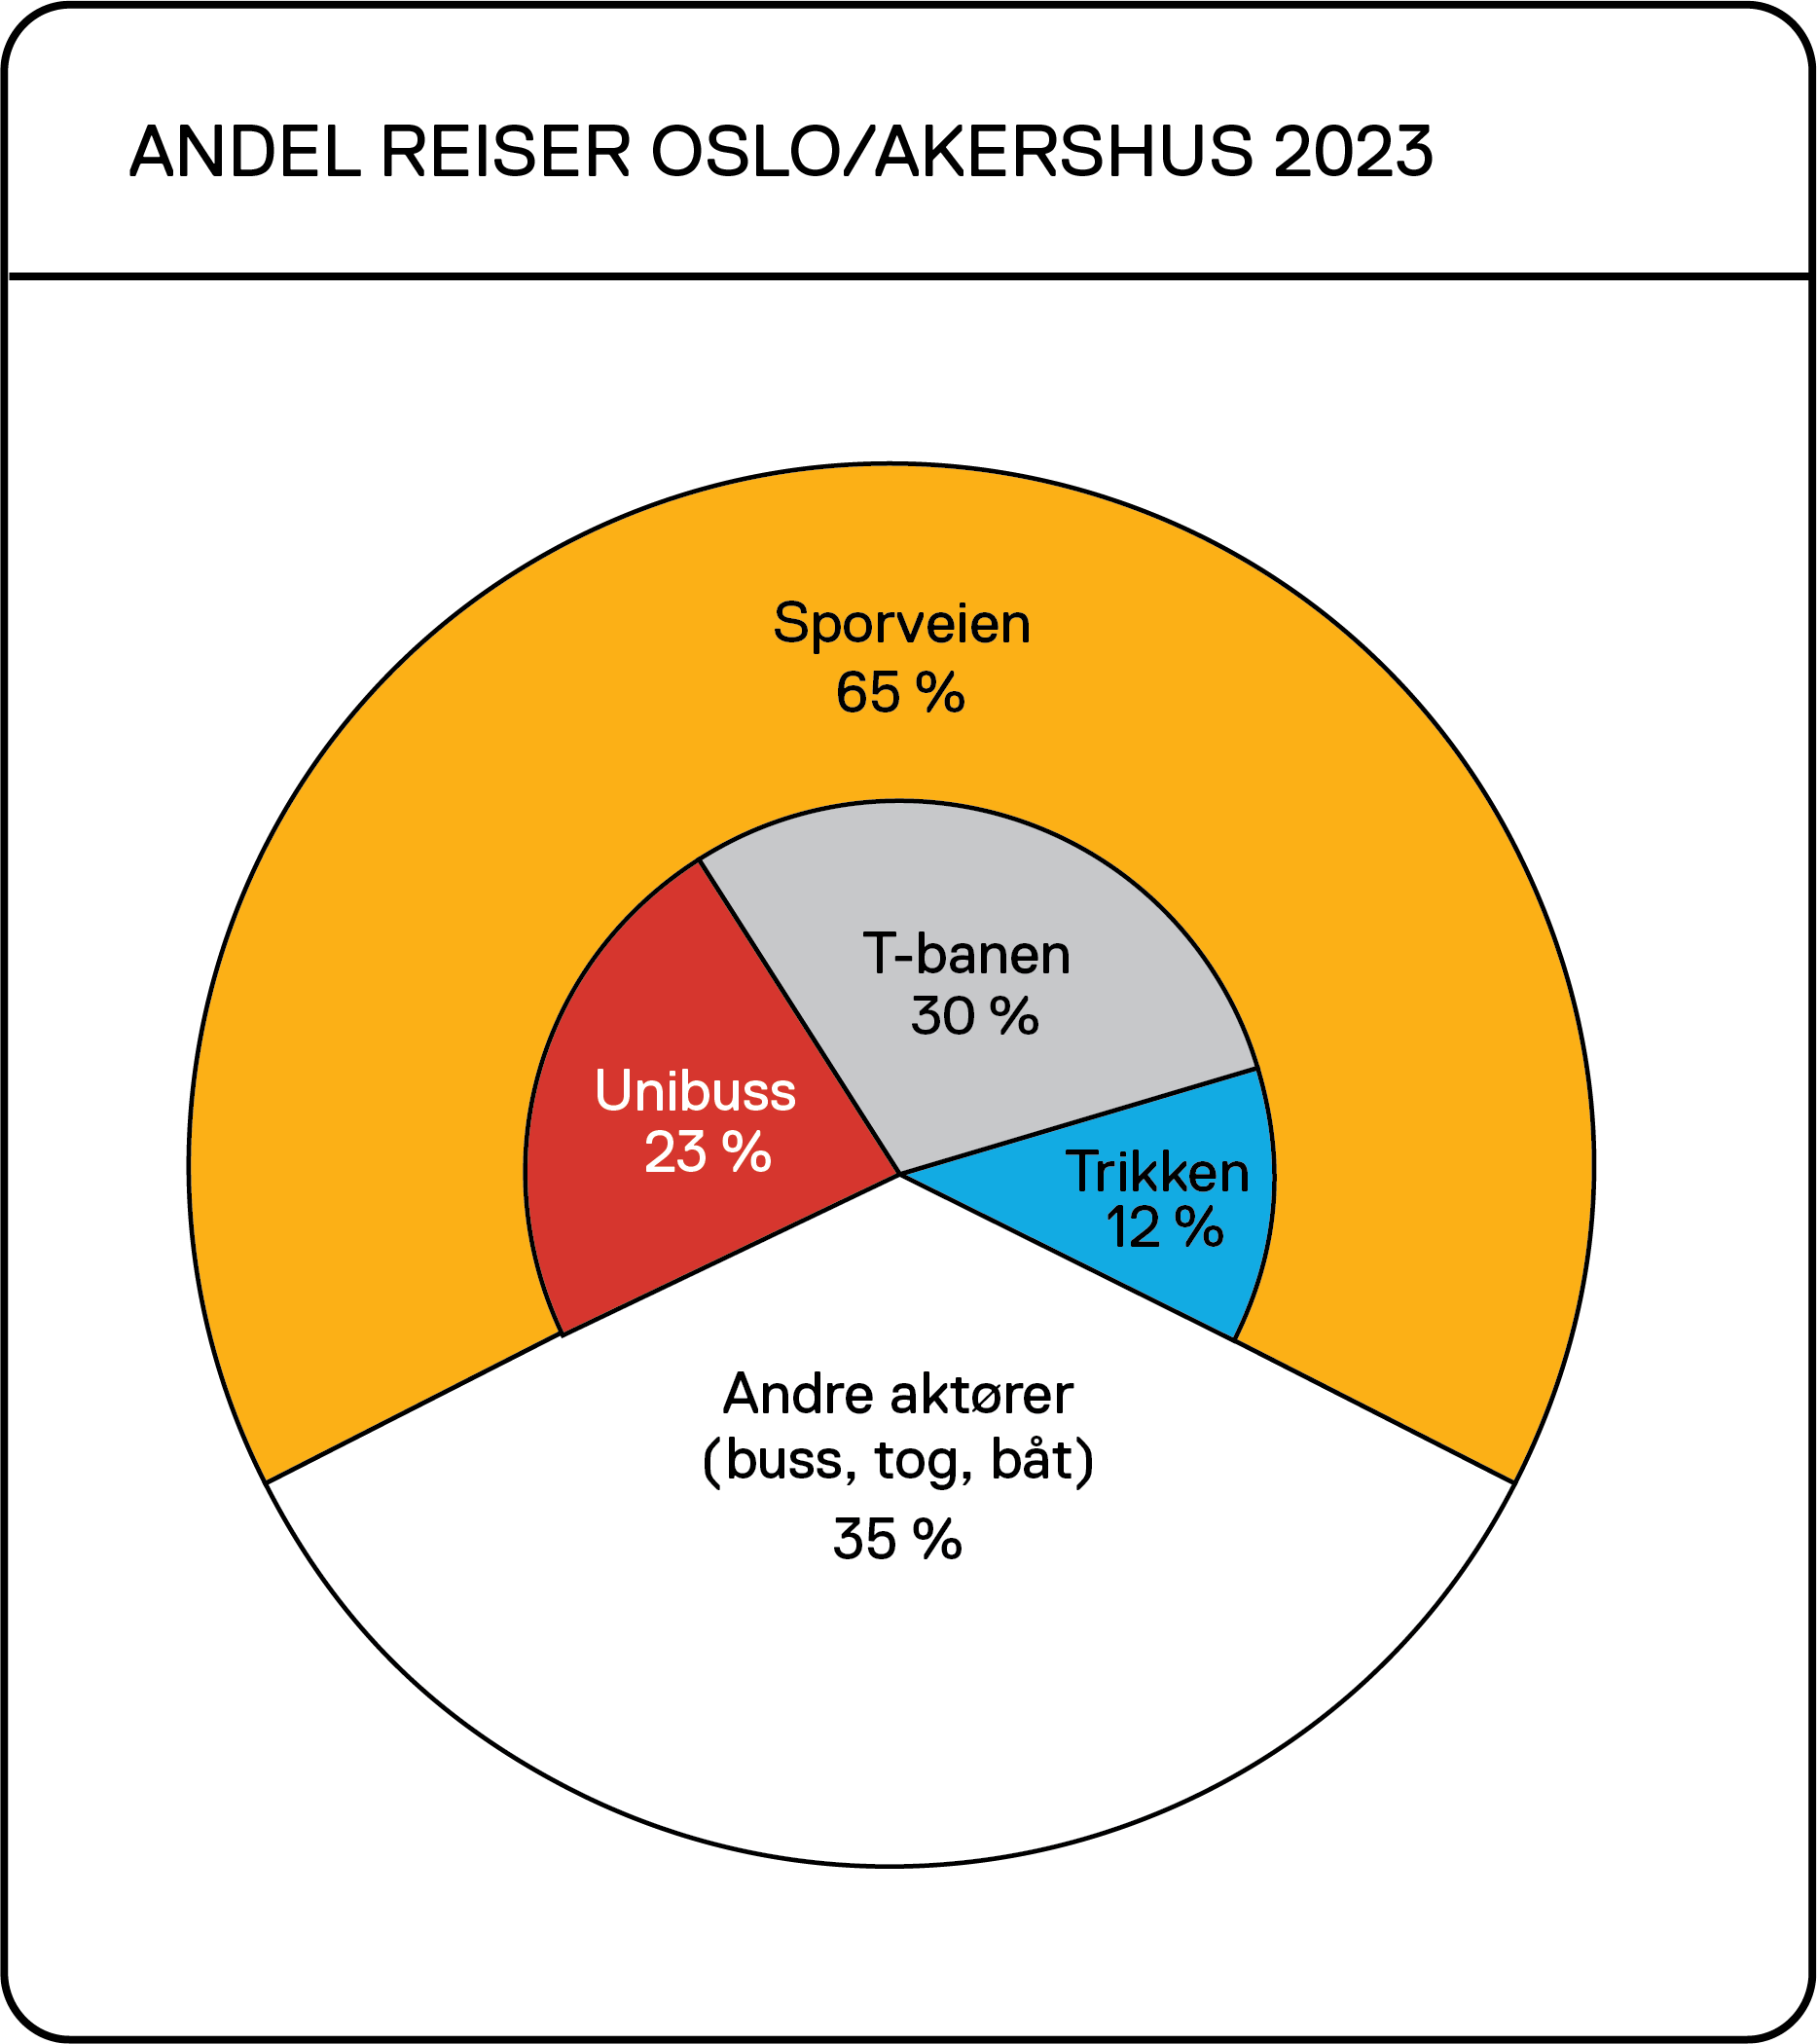 ANDEL REISER OSLO/AKERSHUS 2023
Sporveien
65 %
T-banen
30 %
Unibuss
23 %
Trikken
12 %
Andre aktører
(buss, tog, båt)
35 %